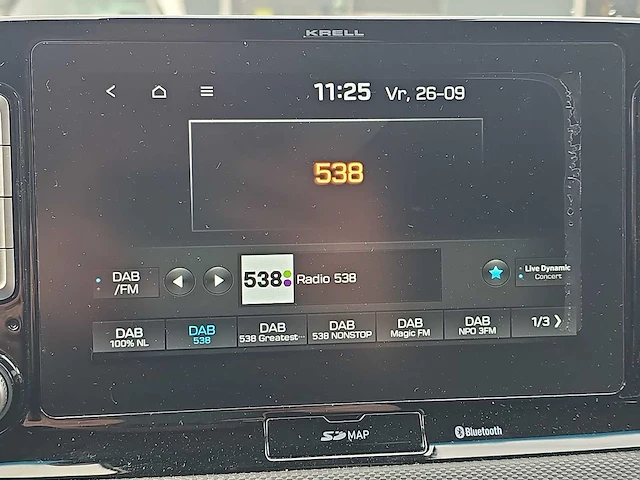 KRELL
11:25 Vr, 26-09
538
DAB
/FM
538
Radio 538
Live Dynamic
Concert
DAB
100% NL
DAB
538
DAB
538 Greatest...
DAB
538 NONSTOP
DAB
Magic FM
DAB
NPO 3FM
1/3
SD MAP
Bluetooth